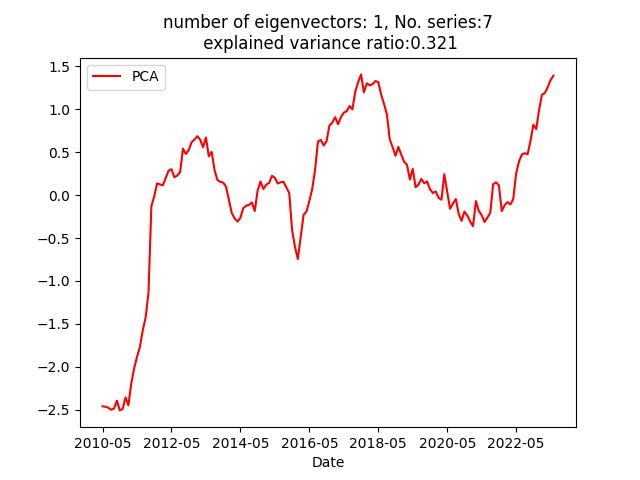 number of eigenvectors: 1, No. series:7
explained variance ratio:0.321
PCA
1.5
1.0
0.5
0.0
−0.5
−1.0
−1.5
−2.0
−2.5
2010-05 2012-05 2014-05 2016-05 2018-05 2020-05 2022-05
Date